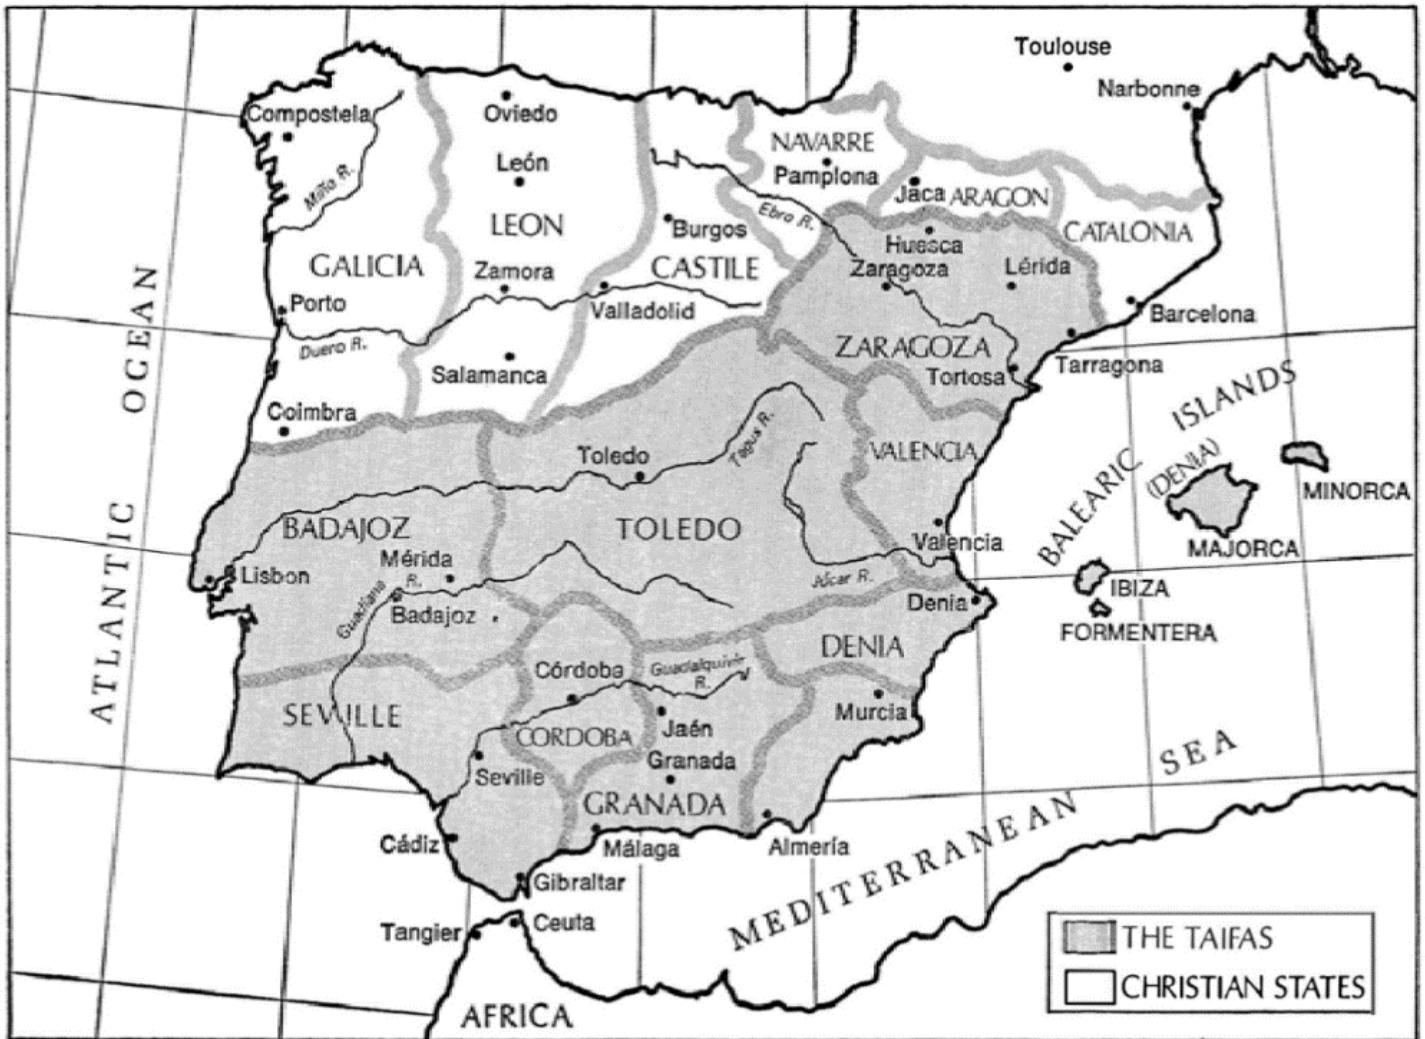 Toulouse
Narbonne
Compostela
Oviedo
NAVARRE
León
Pamplona
Miño R.
Jaca ARAGON
Ebro R.
LEON
Burgos
CATALONIA
Huesca
GALICIA
Zamora
CASTILE
Zaragoza
Lérida
Porto
Valladolid
Barcelona
Duero R.
ZARAGOZA
Salamanca
Tortosa
Tarragona
Coimbra
ATLANTIC OGEAN
BALEARIC ISLANDS
(DENIA)
Toledo
Tagus R.
VALENCIA
MINORCA
BADAJOZ
TOLEDO
Valencia
MAJORCA
Mérida
Lisbon
Guadiana R.
Júcar R.
IBIZA
Badajoz
Denia
FORMENTERA
DENIA
Córdoba
Guadalquivir R.
SEVILLE
Murcia
CORDOBA
Jaén
Seville
Granada
GRANADA
Cádiz
Málaga
Almería
MEDITERRANEAN SEA
Gibraltar
Tangier
Ceuta
AFRICA
THE TAIFAS
CHRISTIAN STATES